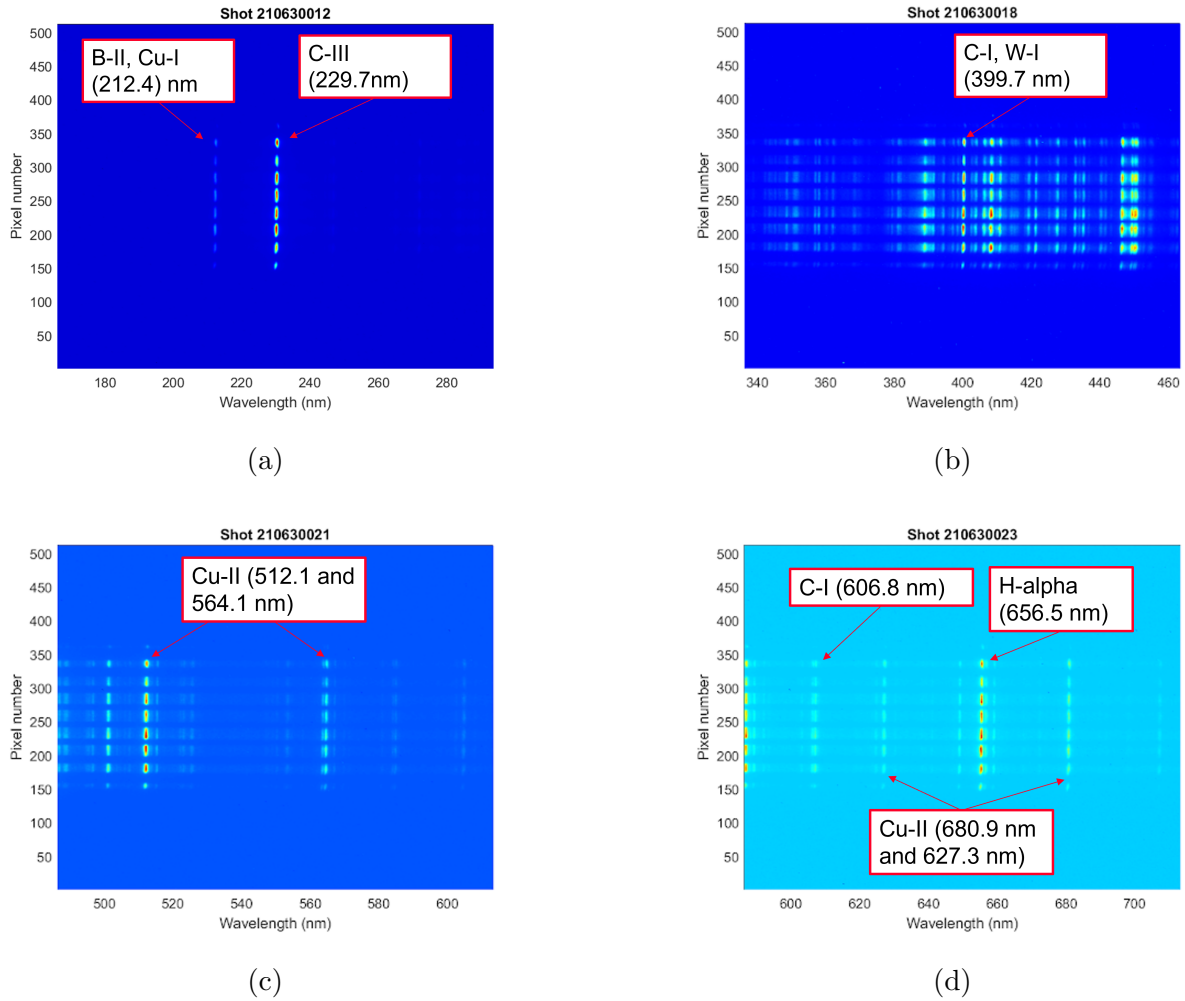 Shot 210630012
B-II, Cu-I
(212.4) nm
C-III
(229.7nm)
Pixel number
500
450
400
350
300
250
200
150
100
50
180
200
220
240
260
280
Wavelength (nm)
(a)
Shot 210630018
C-I, W-I
(399.7 nm)
Pixel number
500
450
400
350
300
250
200
150
100
50
340
360
380
400
420
440
460
Wavelength (nm)
(b)
Shot 210630021
Cu-II (512.1 and
564.1 nm)
Pixel number
500
450
400
350
300
250
200
150
100
50
500
520
540
560
580
600
Wavelength (nm)
(c)
Shot 210630023
C-I (606.8 nm)
H-alpha
(656.5 nm)
Cu-II (680.9 nm
and 627.3 nm)
Pixel number
500
450
400
350
300
250
200
150
100
50
600
620
640
660
680
700
Wavelength (nm)
(d)